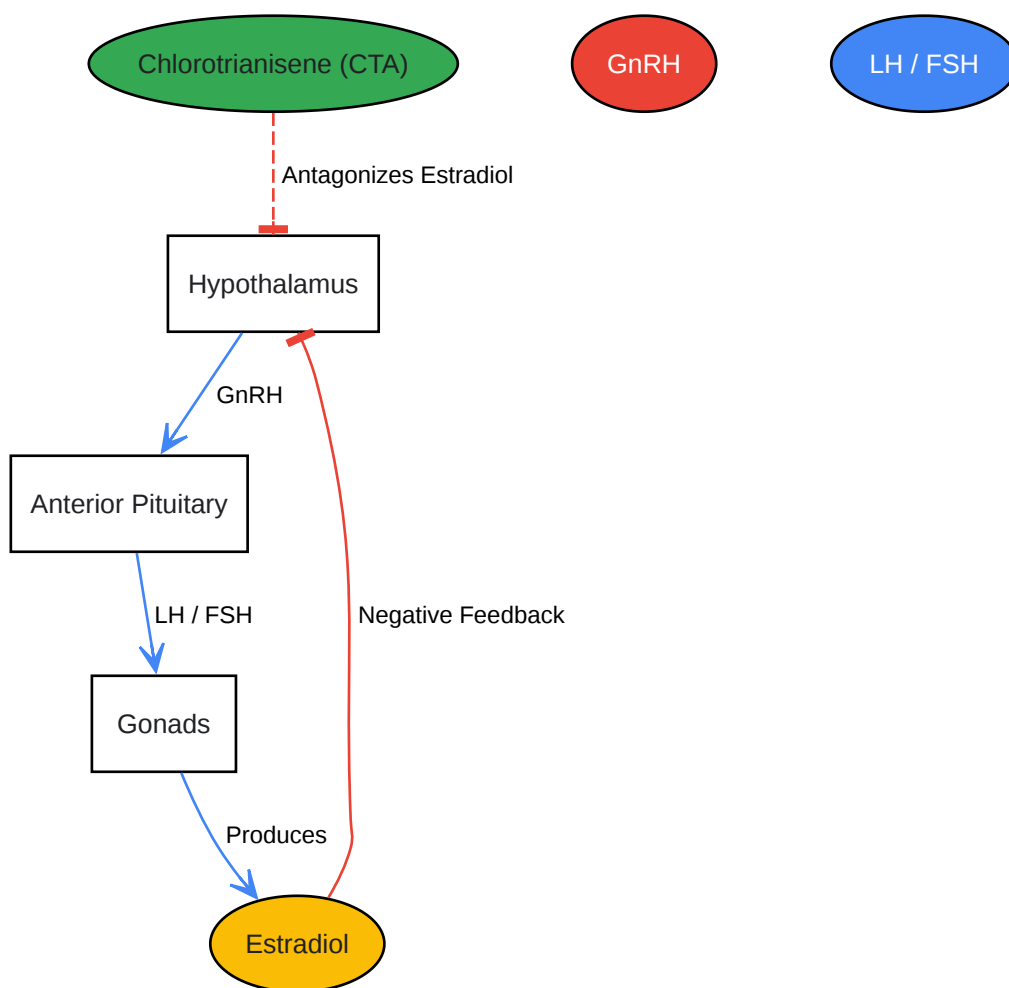 Chlorotrianisene (CTA)
GnRH
LH / FSH
Antagonizes Estradiol
Hypothalamus
GnRH
Anterior Pituitary
LH / FSH
Negative Feedback
Gonads
Produces
Estradiol